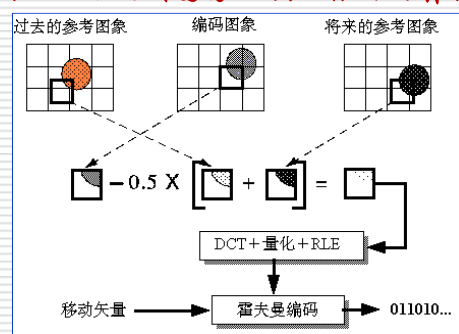 过去的参考图象 编码图象 将来的参考图象
－0.5 X [ + ] =
DCT＋量化＋RLE
移动矢量 霍夫曼编码 011010...